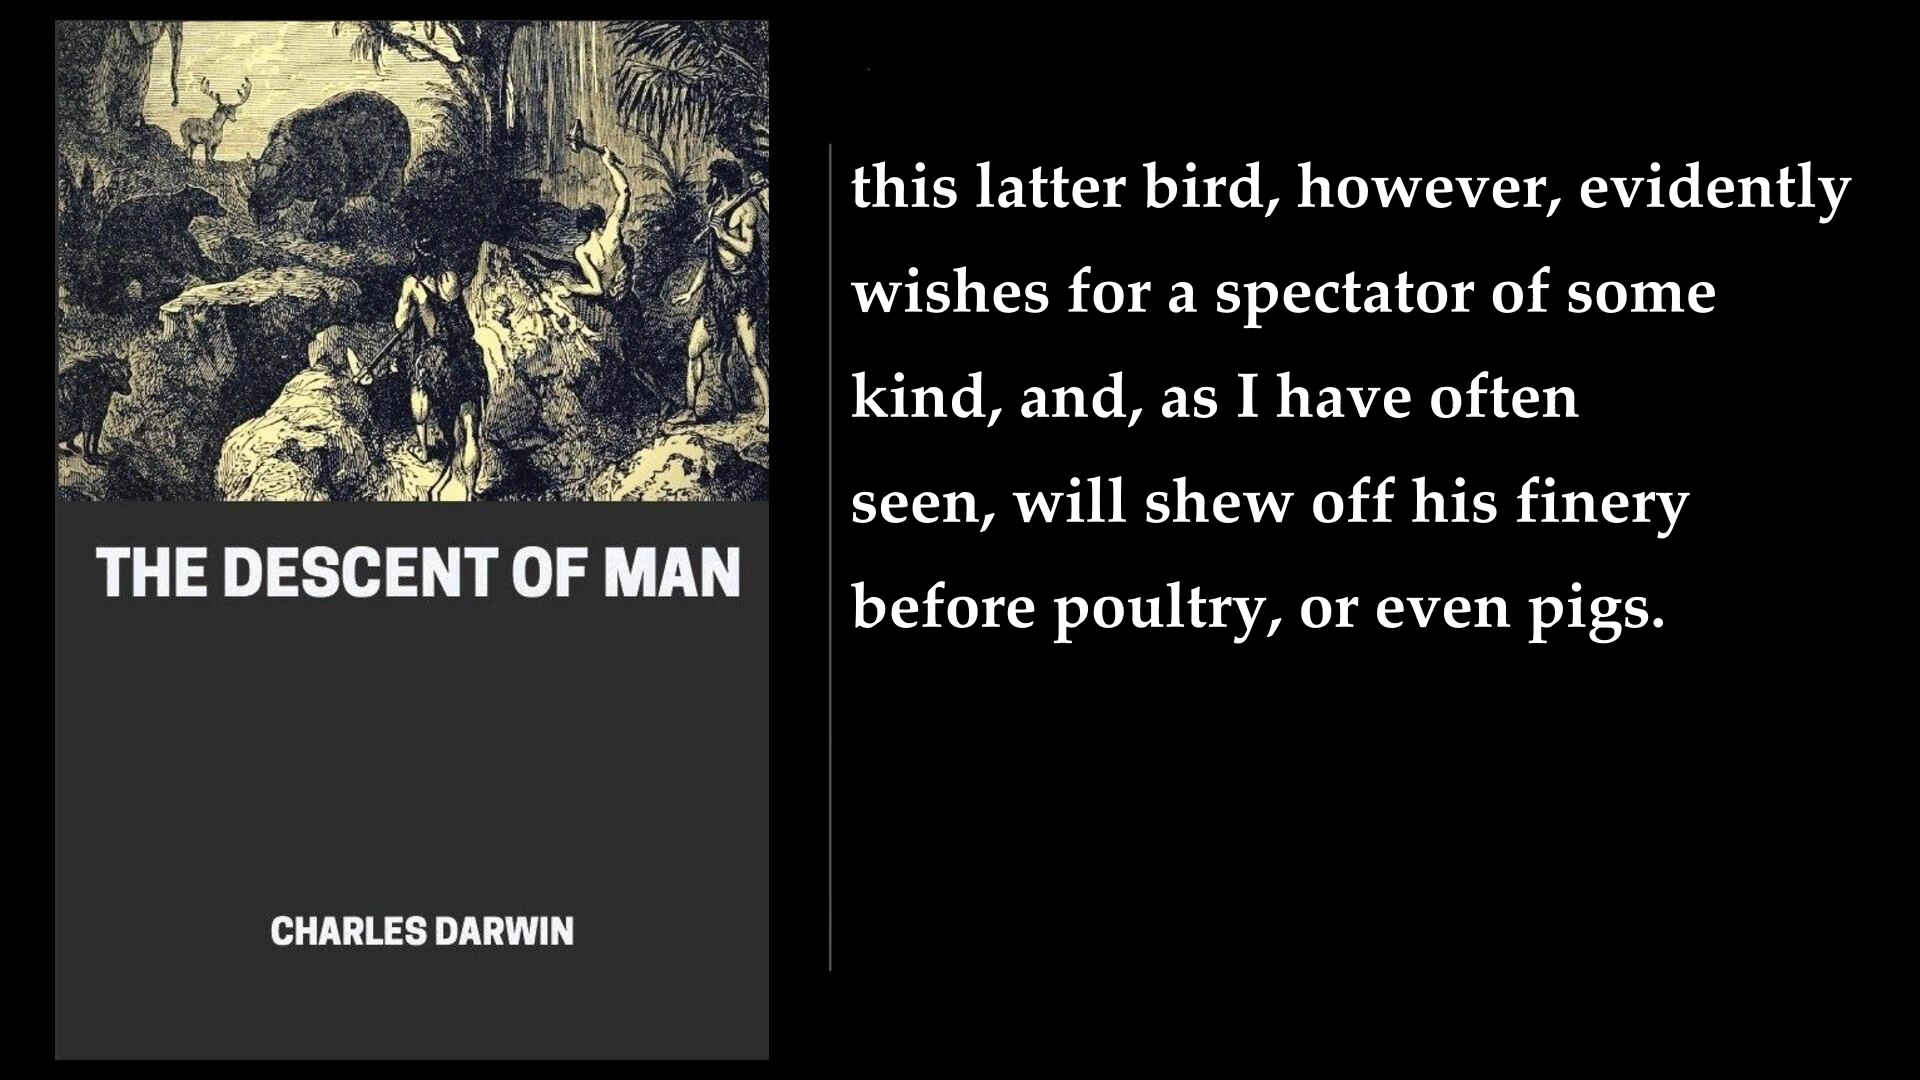 THE DESCENT OF MAN
CHARLES DARWIN
this latter bird, however, evidently
wishes for a spectator of some
kind, and, as I have often
seen, will shew off his finery
before poultry, or even pigs.